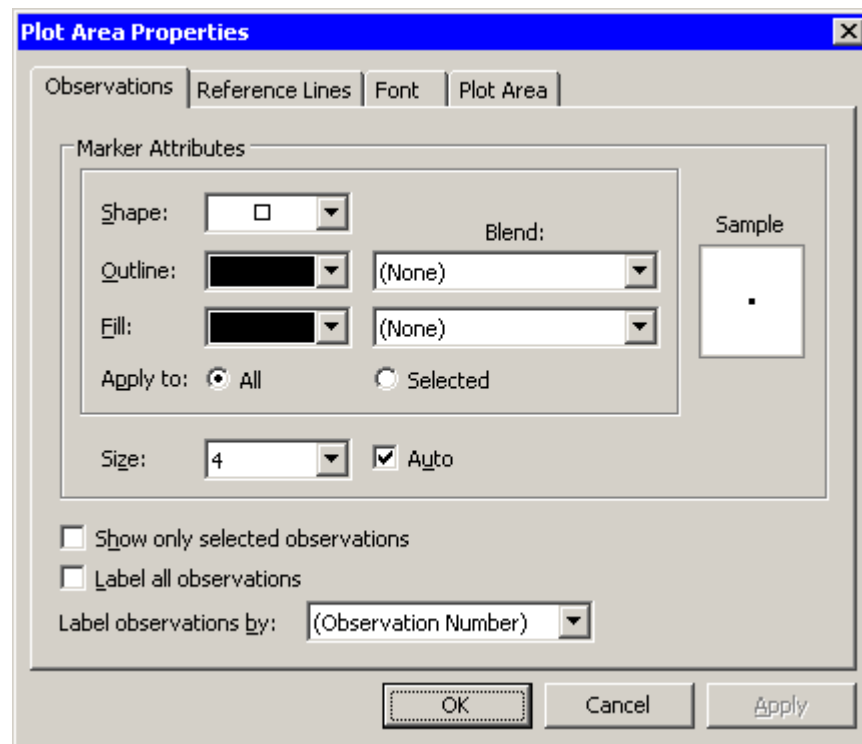 Plot Area Properties
Observations Reference Lines Font Plot Area
Marker Attributes
Shape:
Blend:
Sample
Outline: (None)
Fill: (None)
Apply to: All Selected
Size: 4 Auto
Show only selected observations
Label all observations
Label observations by: (Observation Number)
OK Cancel Apply